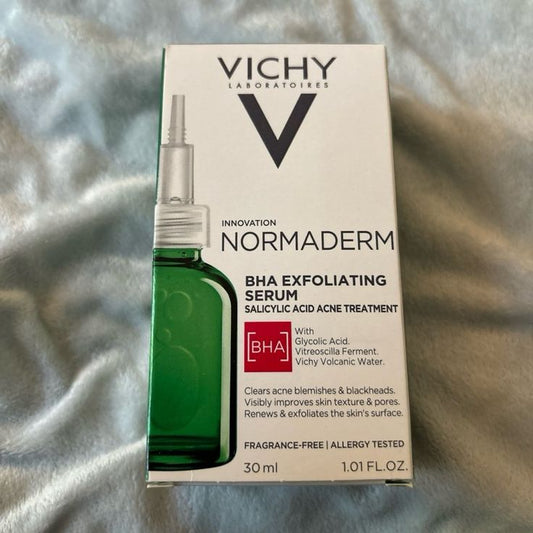 VICHY
LABORATOIRES
V
INNOVATION
NORMADERM
BHA EXFOLIATING
SERUM
SALICYLIC ACID ACNE TREATMENT
[BHA]
With
Glycolic Acid.
Vitreoscilla Ferment.
Vichy Volcanic Water.
Clears acne blemishes & blackheads.
Visibly improves skin texture & pores.
Renews & exfoliates the skin's surface.
FRAGRANCE-FREE | ALLERGY TESTED
30 ml 1.01 FL.OZ.